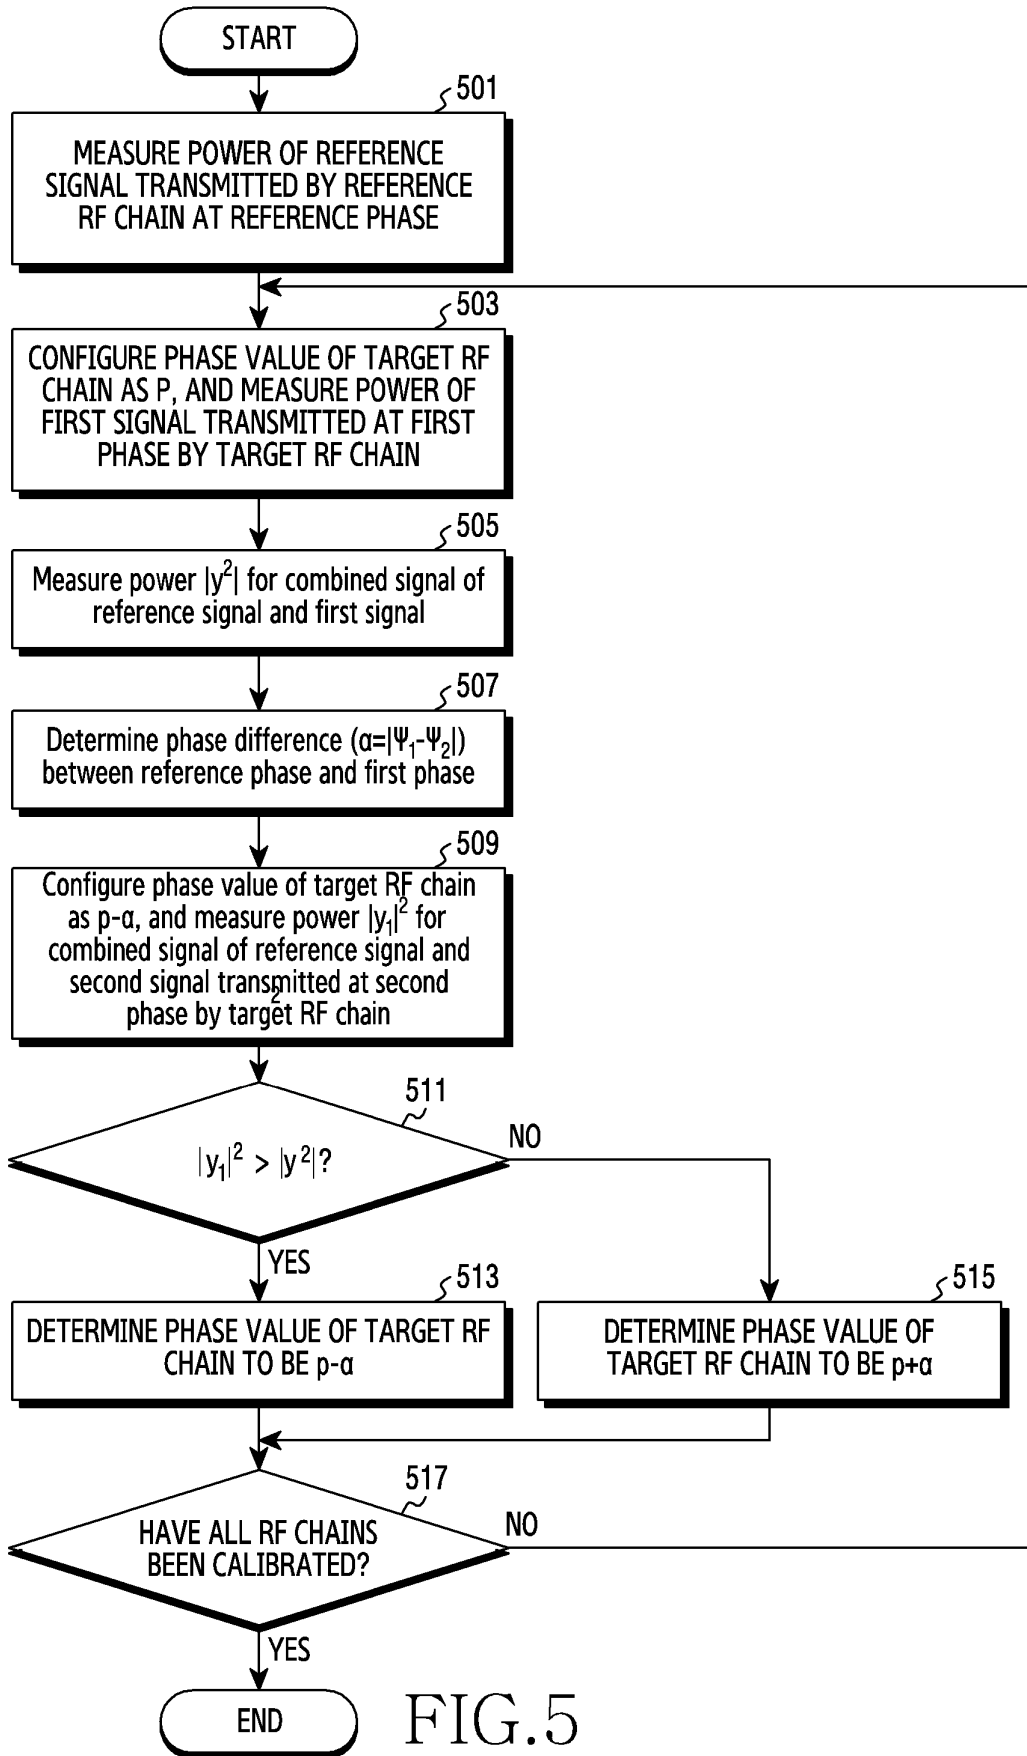 START
501
MEASURE POWER OF REFERENCE
SIGNAL TRANSMITTED BY REFERENCE
RF CHAIN AT REFERENCE PHASE
503
CONFIGURE PHASE VALUE OF TARGET RF
CHAIN AS P, AND MEASURE POWER OF
FIRST SIGNAL TRANSMITTED AT FIRST
PHASE BY TARGET RF CHAIN
505
Measure power |y²| for combined signal of
reference signal and first signal
507
Determine phase difference (α=|Ψ₁-Ψ₂|)
between reference phase and first phase
509
Configure phase value of target RF chain
as p-α, and measure power |y₁|² for
combined signal of reference signal and
second signal transmitted at second
2
phase by target RF chain
511
|y₁|² > |y²|?
NO
YES
513
DETERMINE PHASE VALUE OF TARGET RF
CHAIN TO BE p-α
515
DETERMINE PHASE VALUE OF
TARGET RF CHAIN TO BE p+α
517
HAVE ALL RF CHAINS
BEEN CALIBRATED?
NO
YES
END
FIG.5